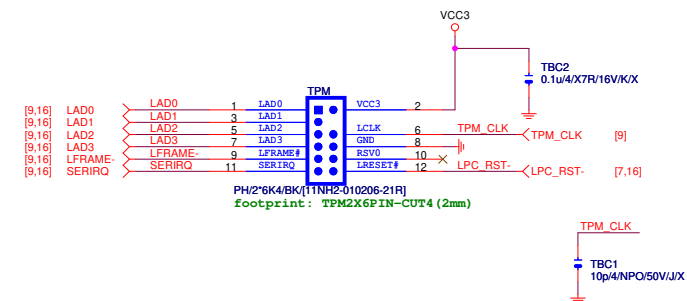 VCC3
TBC2
0.1u/4/X7R/16V/K/X
TPM
[9,16] LAD0 LAD0 1 LAD0 VCC3 2
[9,16] LAD1 LAD1 3 LAD1
[9,16] LAD2 LAD2 5 LAD2 LCLK 6 TPM_CLK TPM_CLK [9]
[9,16] LAD3 LAD3 7 LAD3 GND 8
[9,16] LFRAME- LFRAME- 9 LFRAME# RSV0 10
[9,16] SERIRQ SERIRQ 11 SERIRQ LRESET# 12 LPC_RST- LPC_RST- [7,16]
PH/2*6K4/BK/[11NH2-010206-21R]
footprint: TPM2X6PIN-CUT4(2mm)
TPM_CLK
TBC1
10p/4/NPO/50V/J/X